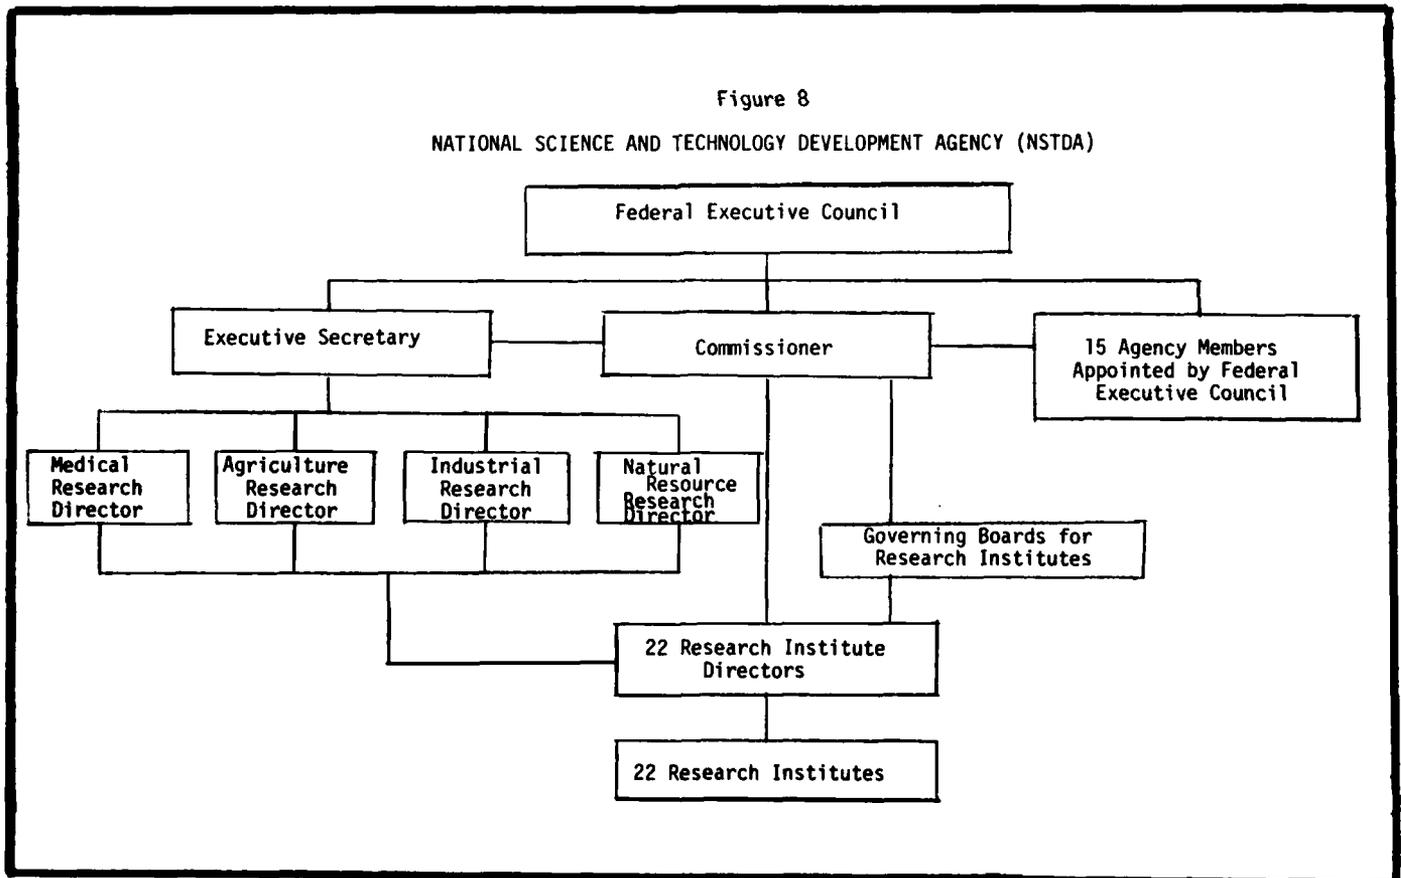 Figure 8
NATIONAL SCIENCE AND TECHNOLOGY DEVELOPMENT AGENCY (NSTDA)
Federal Executive Council
Executive Secretary
Commissioner
15 Agency Members
Appointed by Federal
Executive Council
Medical
Research
Director
Agriculture
Research
Director
Industrial
Research
Director
Natural
Resource
Research
Director
Governing Boards for
Research Institutes
22 Research Institute
Directors
22 Research Institutes